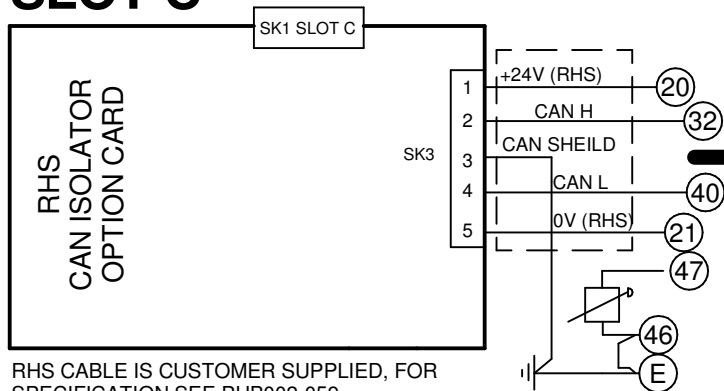 SK1 SLOT C
RHS
CAN ISOLATOR
OPTION CARD
SK3
1
+24V (RHS)
20
2
CAN H
32
3
CAN SHEILD
4
CAN L
40
5
0V (RHS)
21
47
46
E
RHS CABLE IS CUSTOMER SUPPLIED, FOR